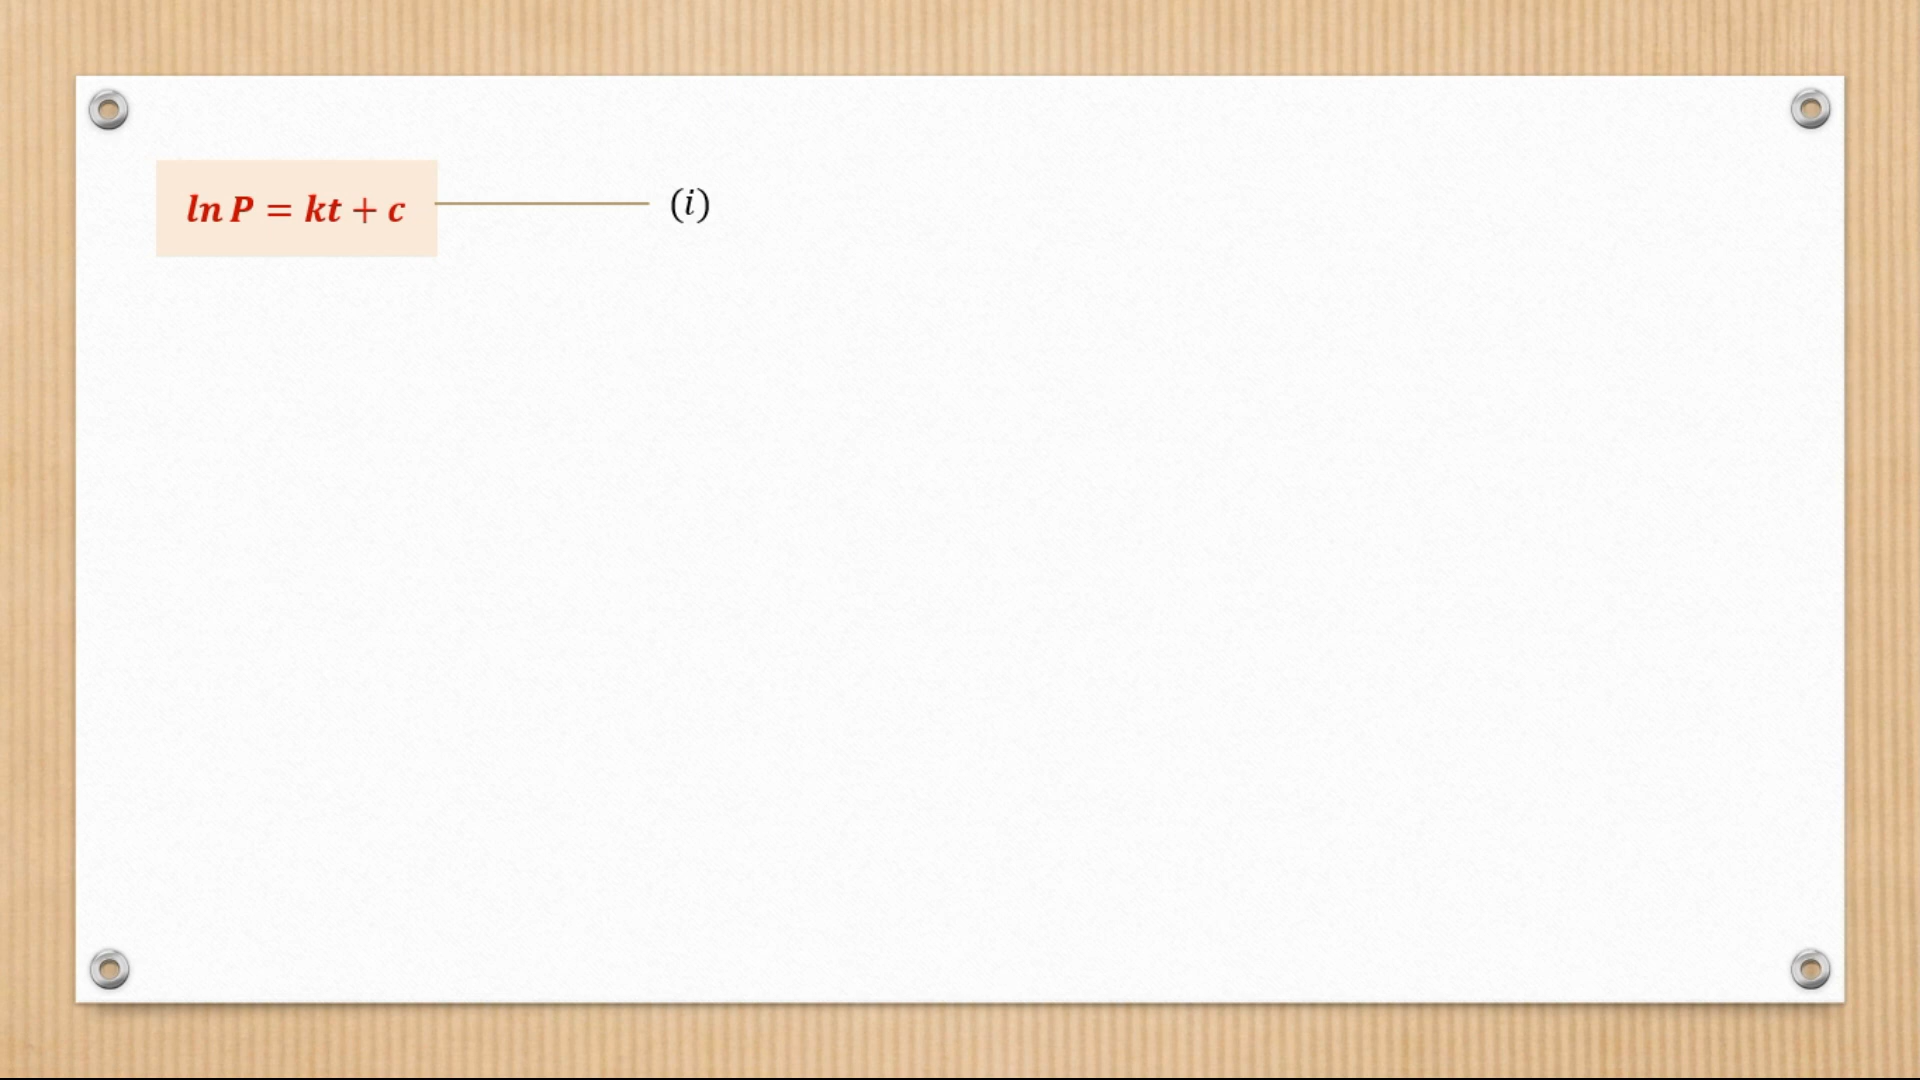 ln P = kt + c (i)